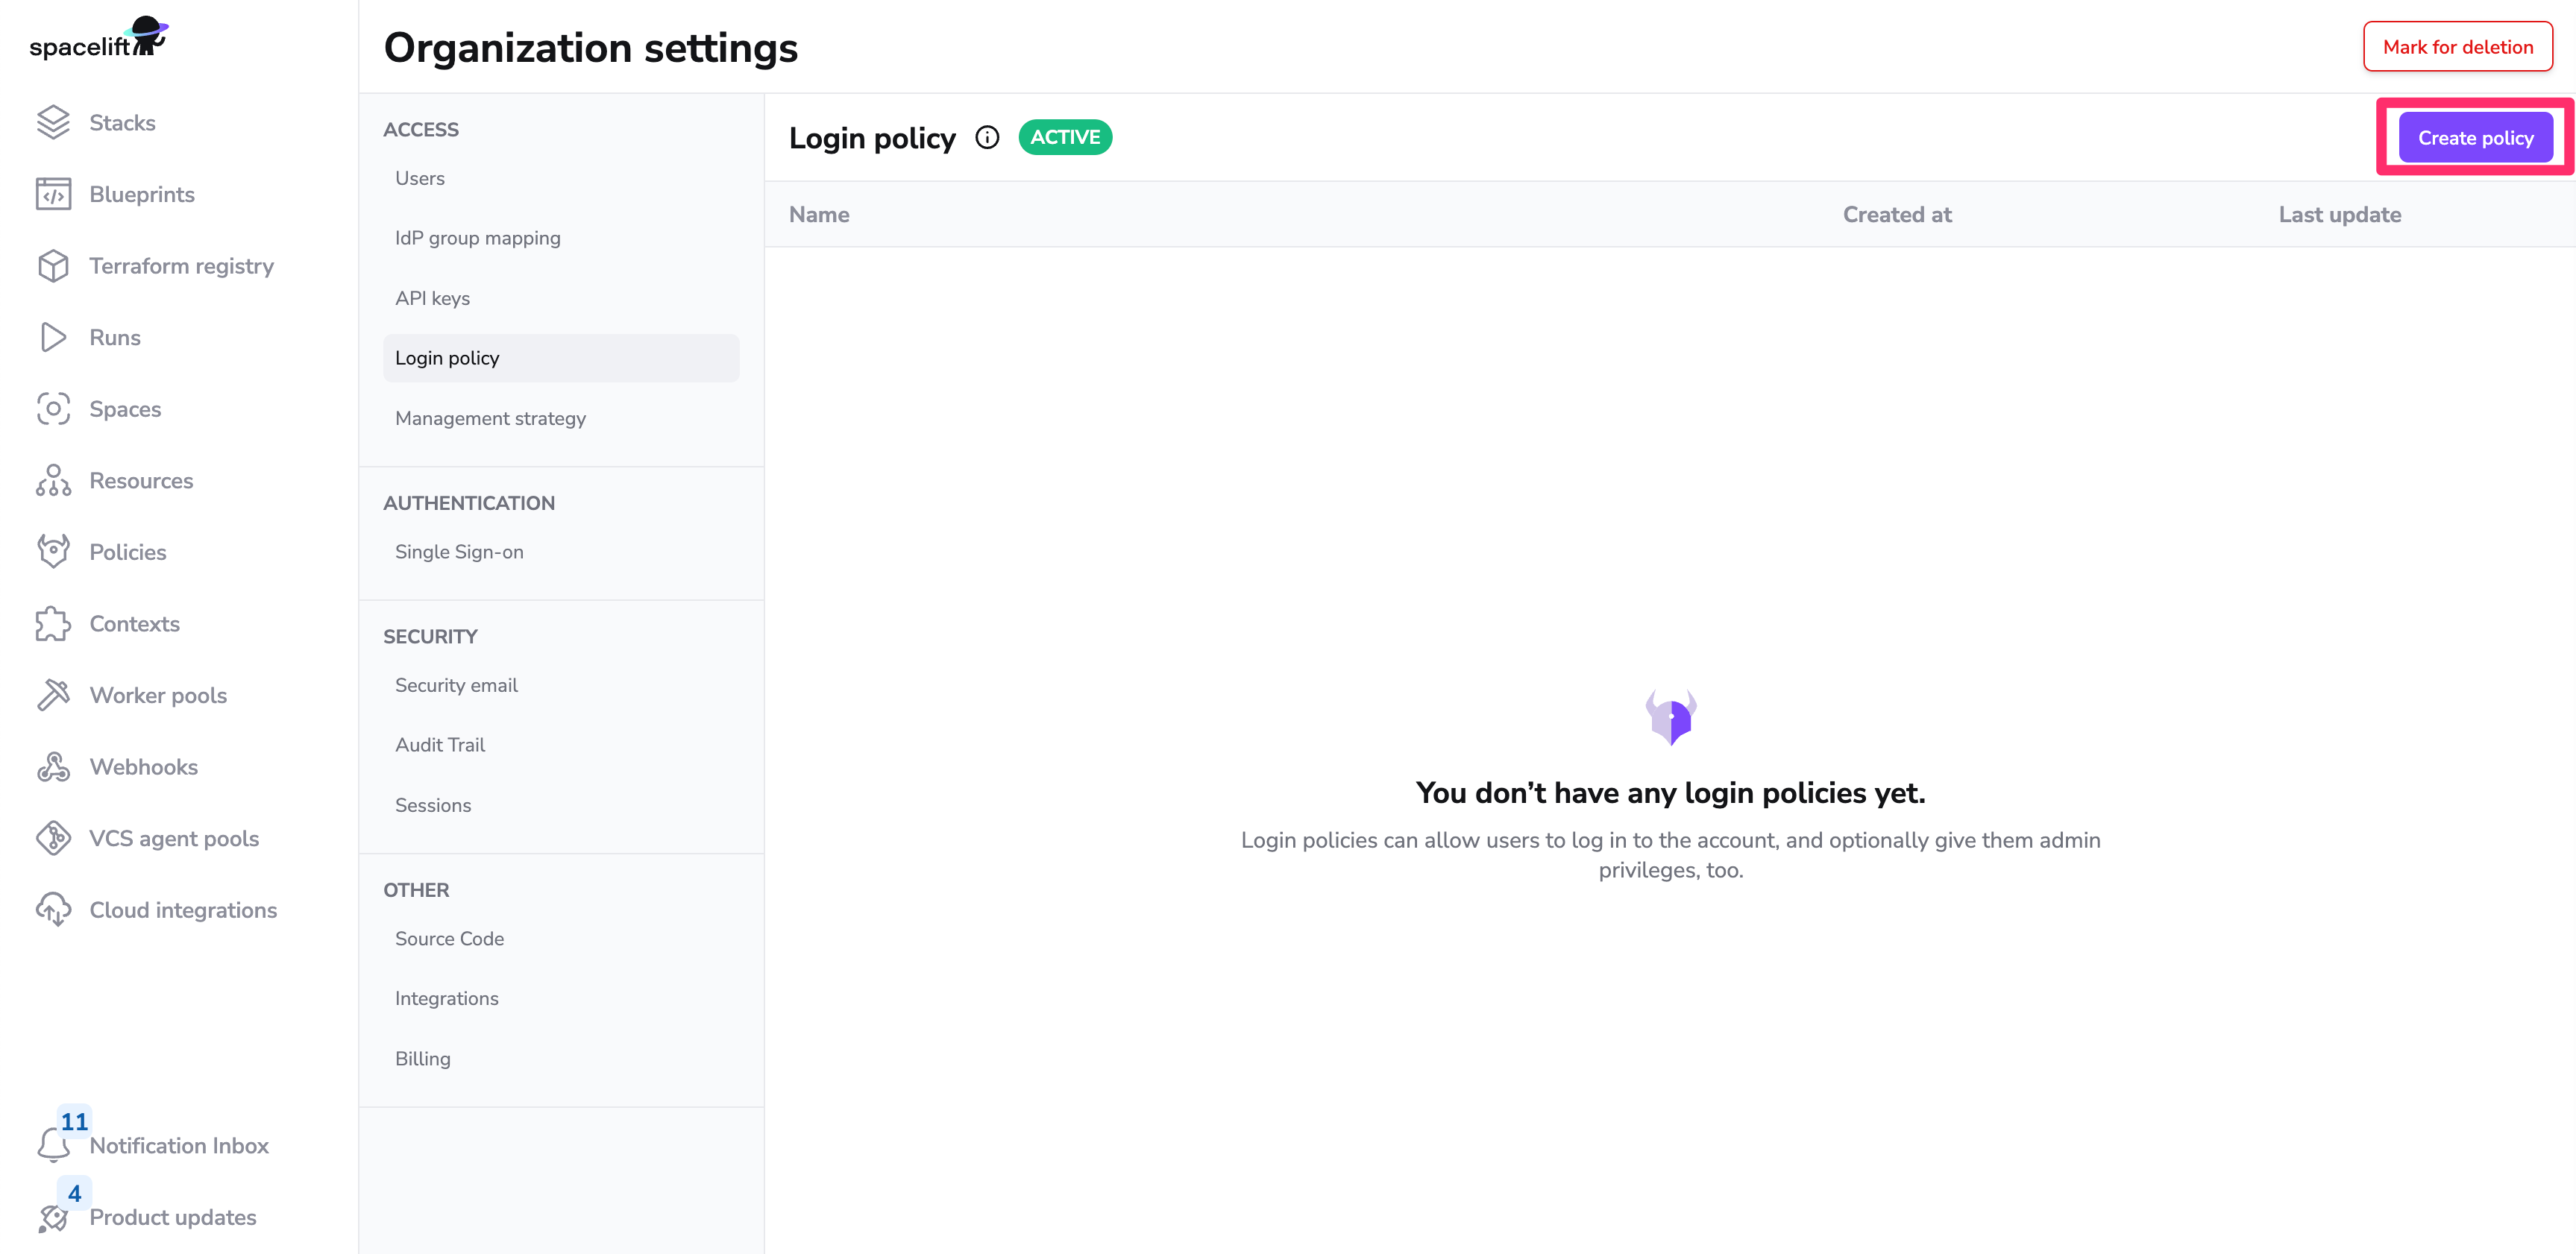 spacelift
Stacks
Blueprints
Terraform registry
Runs
Spaces
Resources
Policies
Contexts
Worker pools
Webhooks
VCS agent pools
Cloud integrations
11
Notification Inbox
4
Product updates
Organization settings
Mark for deletion
ACCESS
Users
IdP group mapping
API keys
Login policy
Management strategy
AUTHENTICATION
Single Sign-on
SECURITY
Security email
Audit Trail
Sessions
OTHER
Source Code
Integrations
Billing
Login policy ACTIVE
Create policy
Name Created at Last update
You don’t have any login policies yet.
Login policies can allow users to log in to the account, and optionally give them admin
privileges, too.